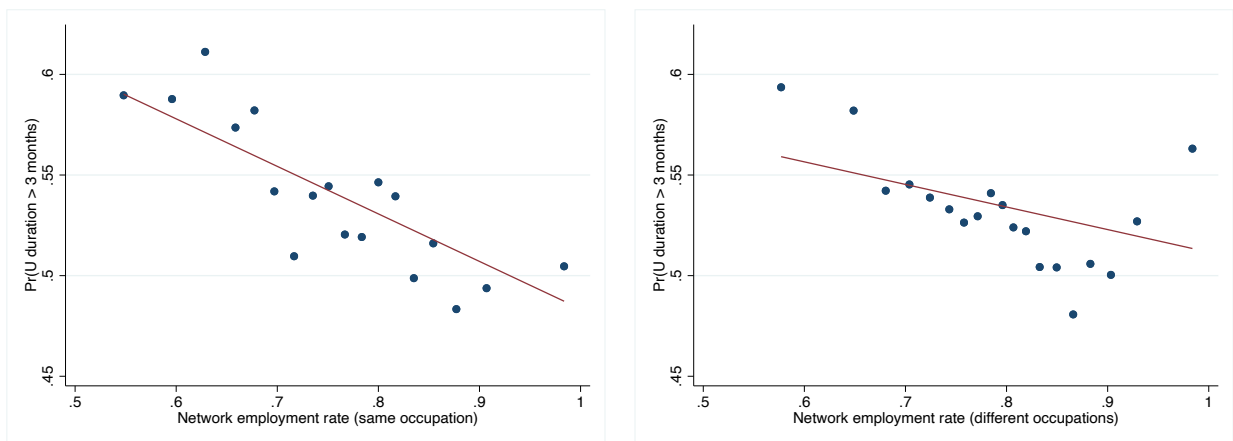 Pr(U duration > 3 months)
.6
.55
.5
.45
.5 .6 .7 .8 .9 1
Network employment rate (same occupation)
Pr(U duration > 3 months)
.6
.55
.5
.45
.5 .6 .7 .8 .9 1
Network employment rate (different occupations)